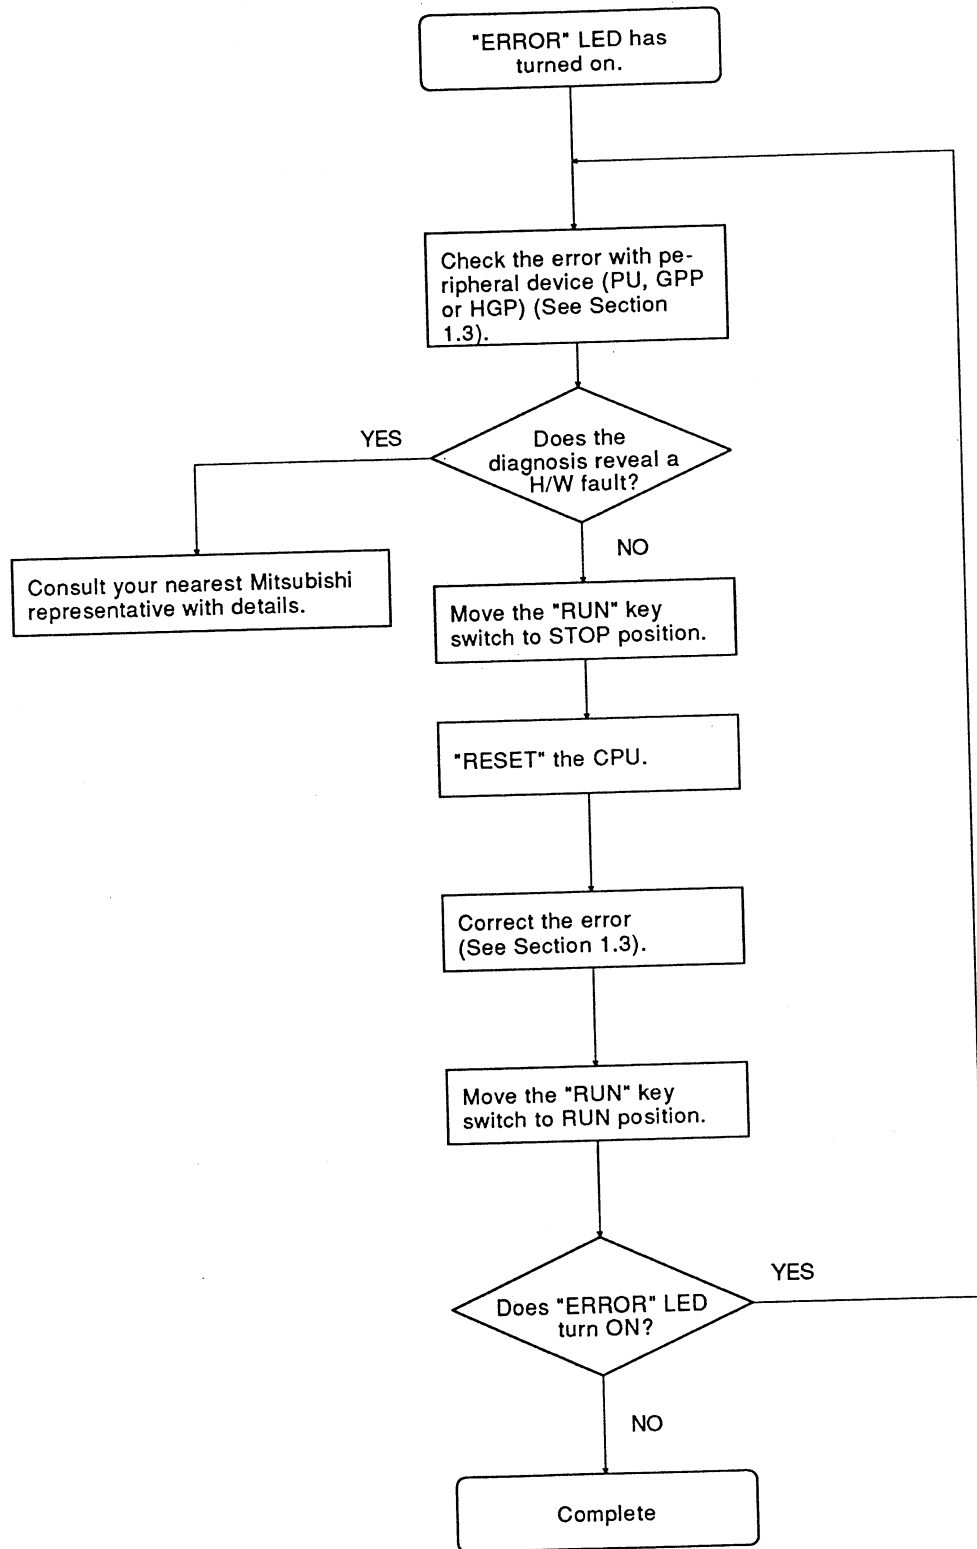 "ERROR" LED has
turned on.
Check the error with pe-
ripheral device (PU, GPP
or HGP) (See Section
1.3).
YES
Does the
diagnosis reveal a
H/W fault?
NO
Consult your nearest Mitsubishi
representative with details.
Move the "RUN" key
switch to STOP position.
"RESET" the CPU.
Correct the error
(See Section 1.3).
Move the "RUN" key
switch to RUN position.
YES
Does "ERROR" LED
turn ON?
NO
Complete